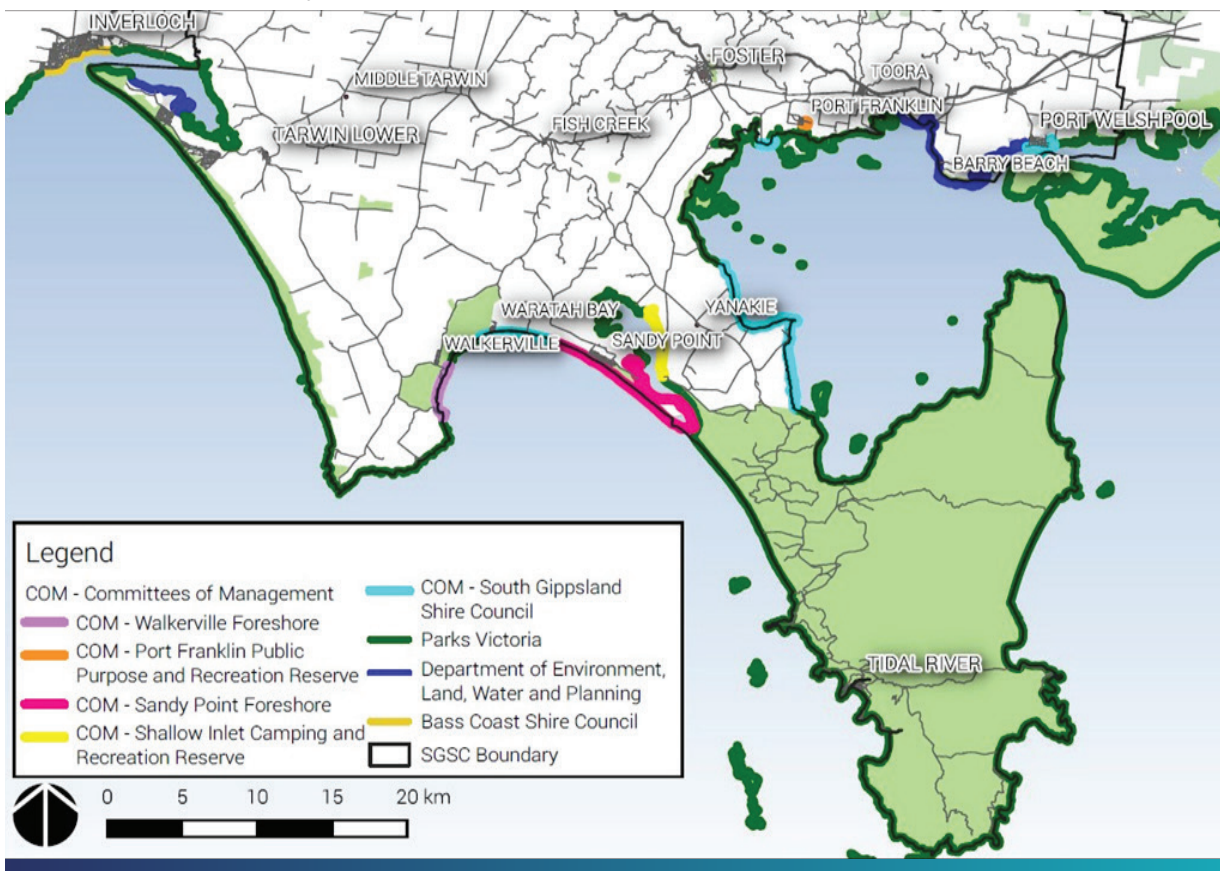 INVERLOCH
MIDDLE TARWIN
FOSTER
TOORA
PORT FRANKLIN
PORT WELSHPOOL
TARWIN LOWER
FISH CREEK
BARRY BEACH
WARATAH BAY
YANAKIE
WALKERVILLE
SANDY POINT
TIDAL RIVER
Legend
COM - Committees of Management
COM - Walkerville Foreshore
COM - Port Franklin Public
Purpose and Recreation Reserve
COM - Sandy Point Foreshore
COM - Shallow Inlet Camping and
Recreation Reserve
COM - South Gippsland
Shire Council
Parks Victoria
Department of Environment,
Land, Water and Planning
Bass Coast Shire Council
SGSC Boundary
0 5 10 15 20 km